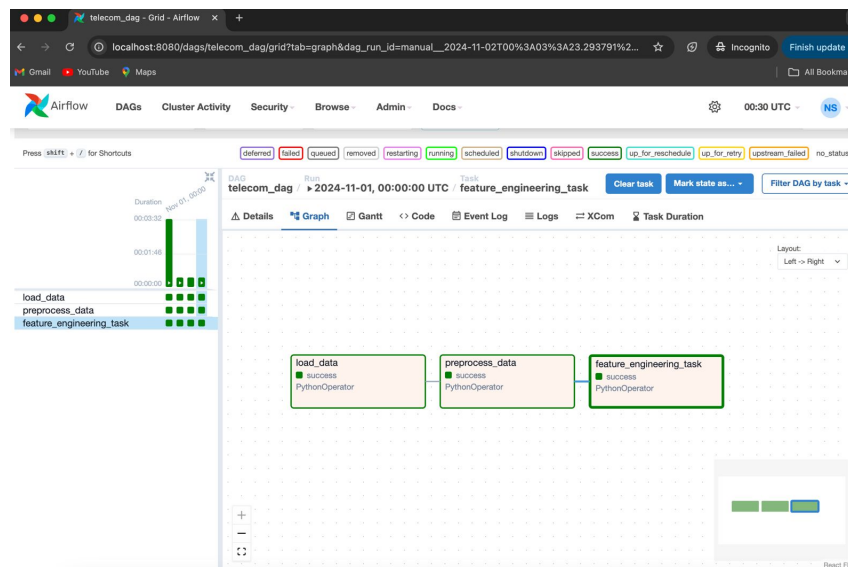 telecom_dag - Grid - Airflow
localhost:8080/dags/telecom_dag/grid?tab=graph&dag_run_id=manual__2024-11-02T00%3A03%3A23.293791%2...
Incognito
Finish update
Gmail YouTube Maps
All Bookma
Airflow DAGs Cluster Activity Security Browse Admin Docs 00:30 UTC NS
Press shift + / for Shortcuts
deferred failed queued removed restarting running scheduled shutdown skipped success up_for_reschedule up_for_retry upstream_failed no_status
DAG Run Task
telecom_dag / 2024-11-01, 00:00:00 UTC / feature_engineering_task
Clear task Mark state as... Filter DAG by task
Details Graph Gantt Code Event Log Logs XCom Task Duration
Duration
Nov 01, 00:00
00:03:32
00:01:46
00:00:00
load_data
preprocess_data
feature_engineering_task
Layout:
Left -> Right
load_data
success
PythonOperator
preprocess_data
success
PythonOperator
feature_engineering_task
success
PythonOperator
React Fl